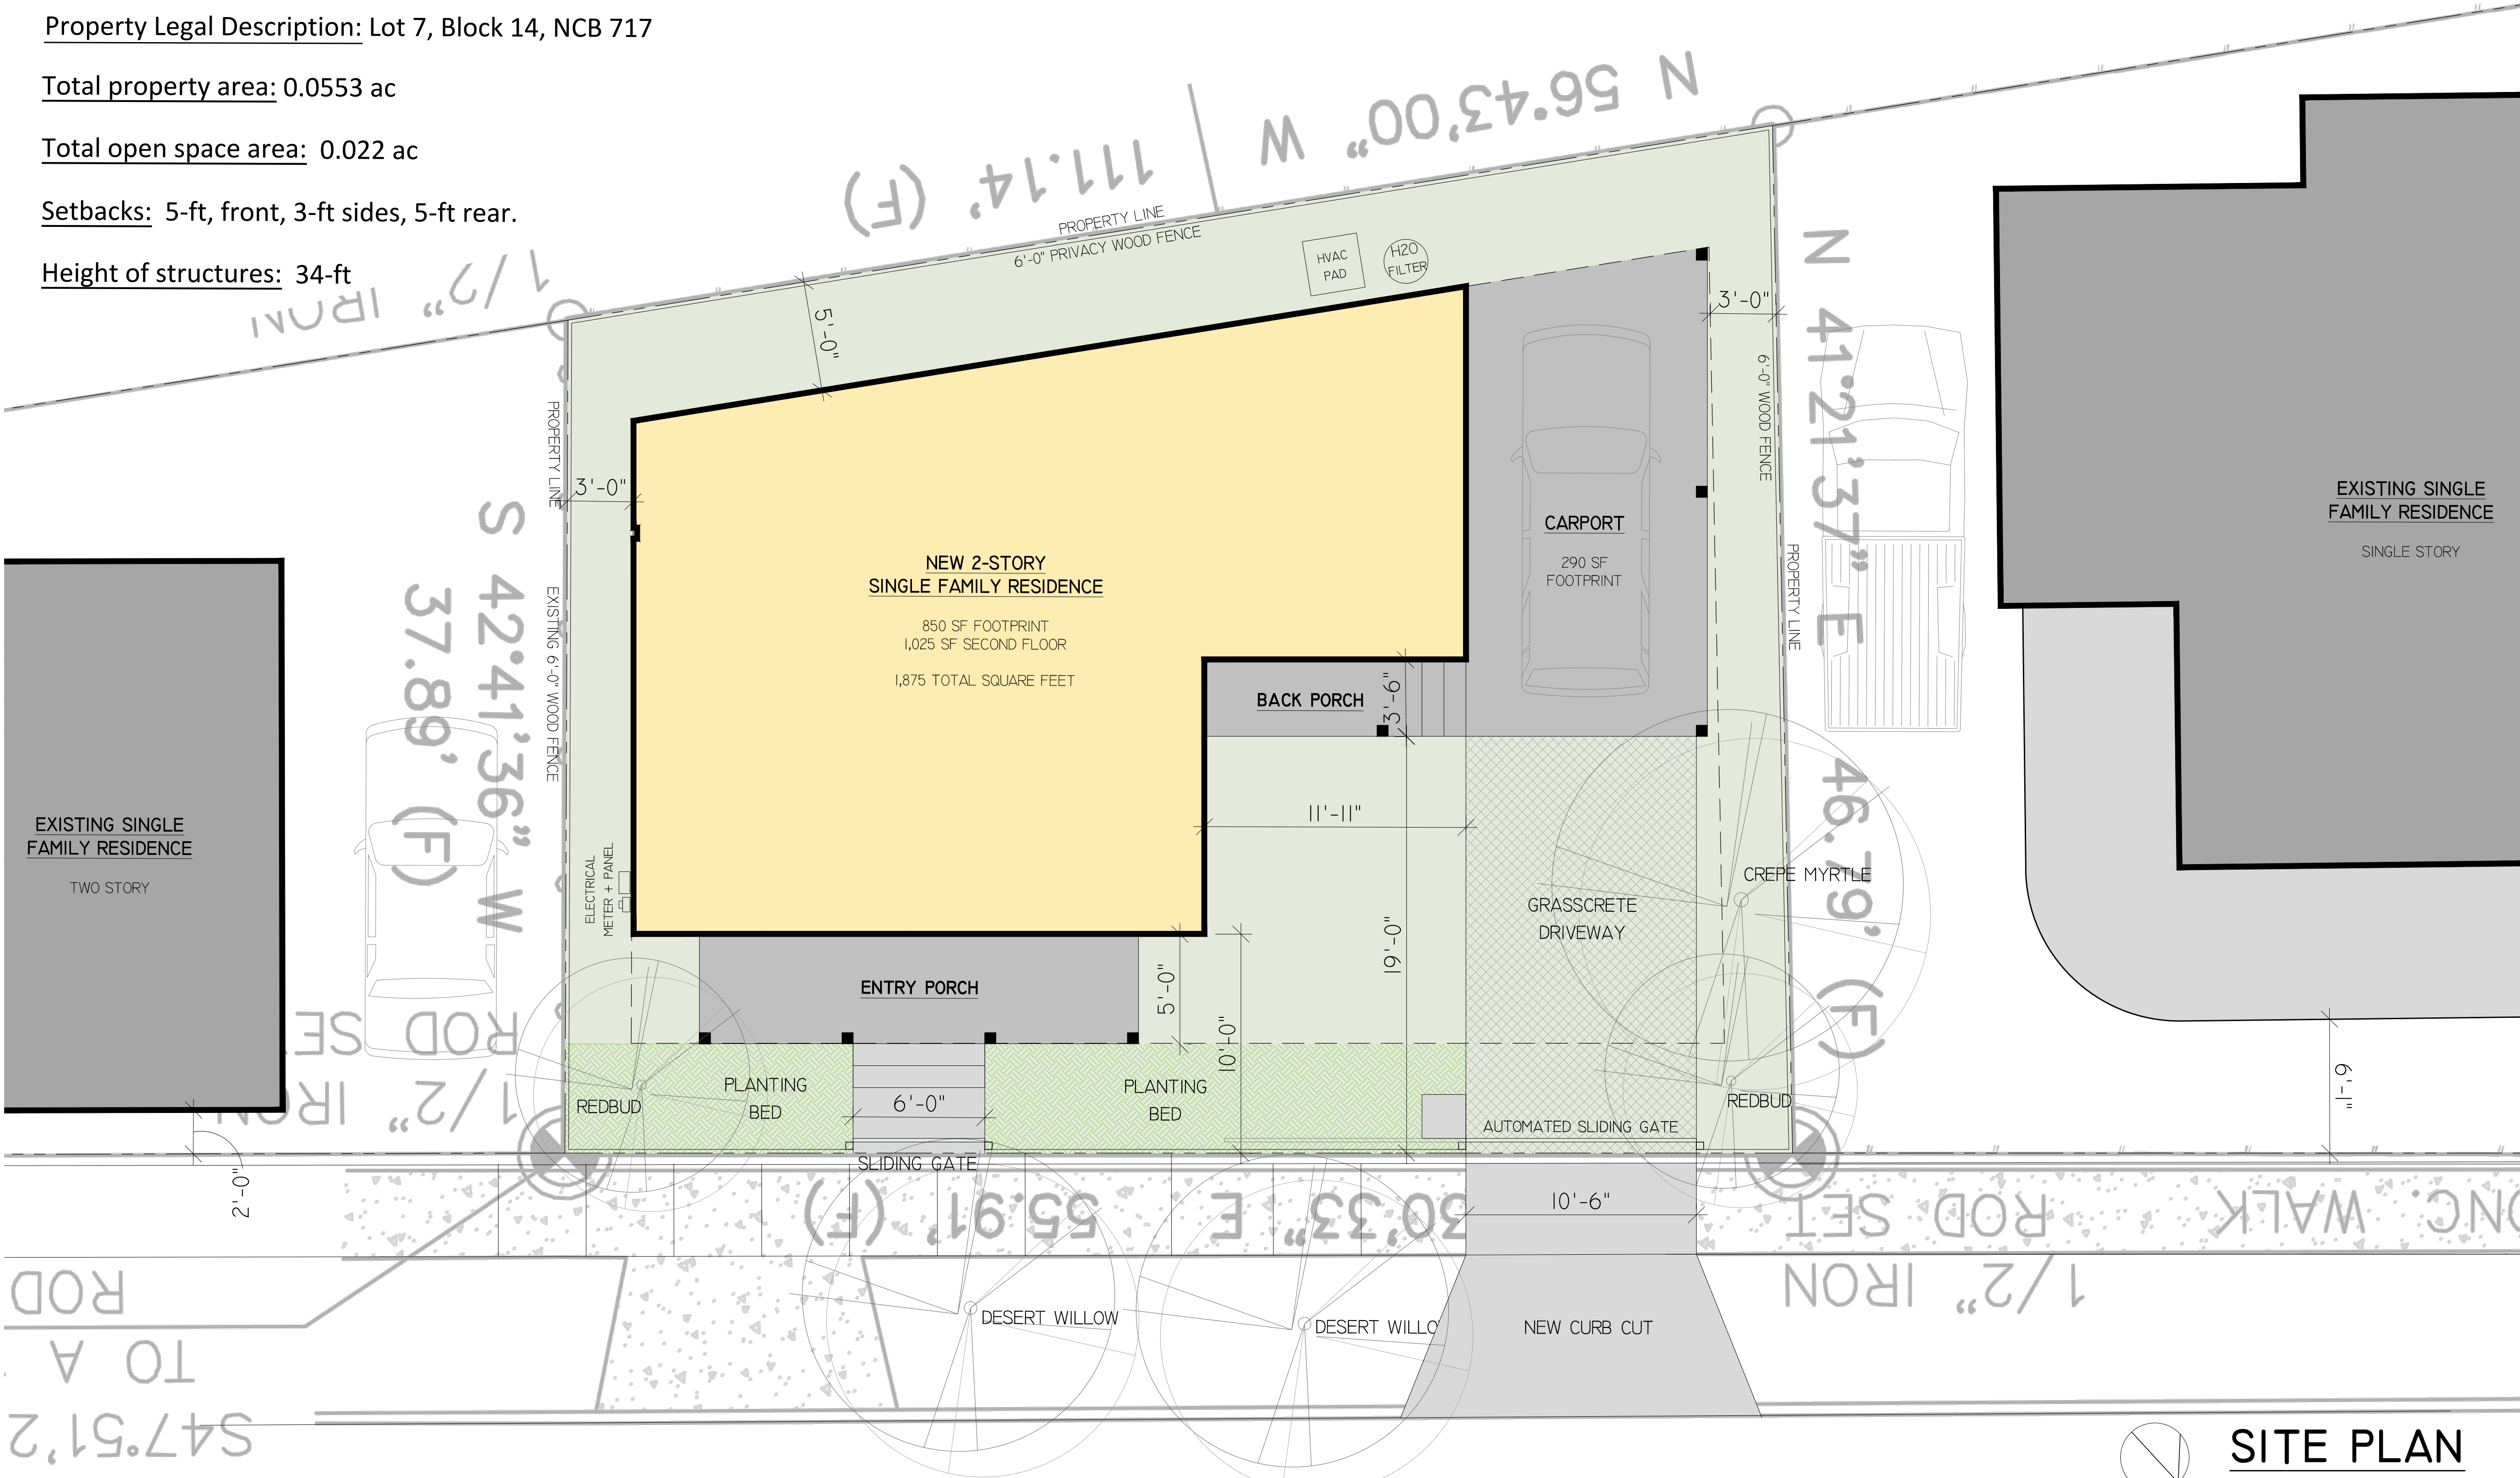 Property Legal Description: Lot 7, Block 14, NCB 717
Total property area: 0.0553 ac
Total open space area: 0.022 ac
Setbacks: 5-ft, front, 3-ft sides, 5-ft rear.
Height of structures: 34-ft
N 56°43'00" W
111.14' (F)
1/2" IRON
PROPERTY LINE
6'-0" PRIVACY WOOD FENCE
HVAC
PAD
H2O
FILTER
5'-0"
3'-0"
3'-0"
PROPERTY LINE
EXISTING 6'-0" WOOD FENCE
S 42°41'36" W
37.89' (F)
6'-0" WOOD FENCE
PROPERTY LINE
N 41°21'37" E
46.79' (F)
NEW 2-STORY
SINGLE FAMILY RESIDENCE
850 SF FOOTPRINT
1,025 SF SECOND FLOOR
1,875 TOTAL SQUARE FEET
CARPORT
290 SF
FOOTPRINT
EXISTING SINGLE
FAMILY RESIDENCE
SINGLE STORY
EXISTING SINGLE
FAMILY RESIDENCE
TWO STORY
BACK PORCH
3'-6"
11'-11"
19'-0"
ELECTRICAL
METER + PANEL
CREPE MYRTLE
GRASSCRETE
DRIVEWAY
ENTRY PORCH
5'-0"
10'-0"
PLANTING
BED
PLANTING
BED
REDBUD
REDBUD
6'-0"
AUTOMATED SLIDING GATE
SLIDING GATE
2'-0"
6'-1"
10'-6"
ROD SE
1/2" IRON
30'33" E
55.91' (F)
ROD SET
WALK
1/2" IRON
DESERT WILLOW
DESERT WILLO
NEW CURB CUT
ROD
TO A
S47°51'2
SITE PLAN